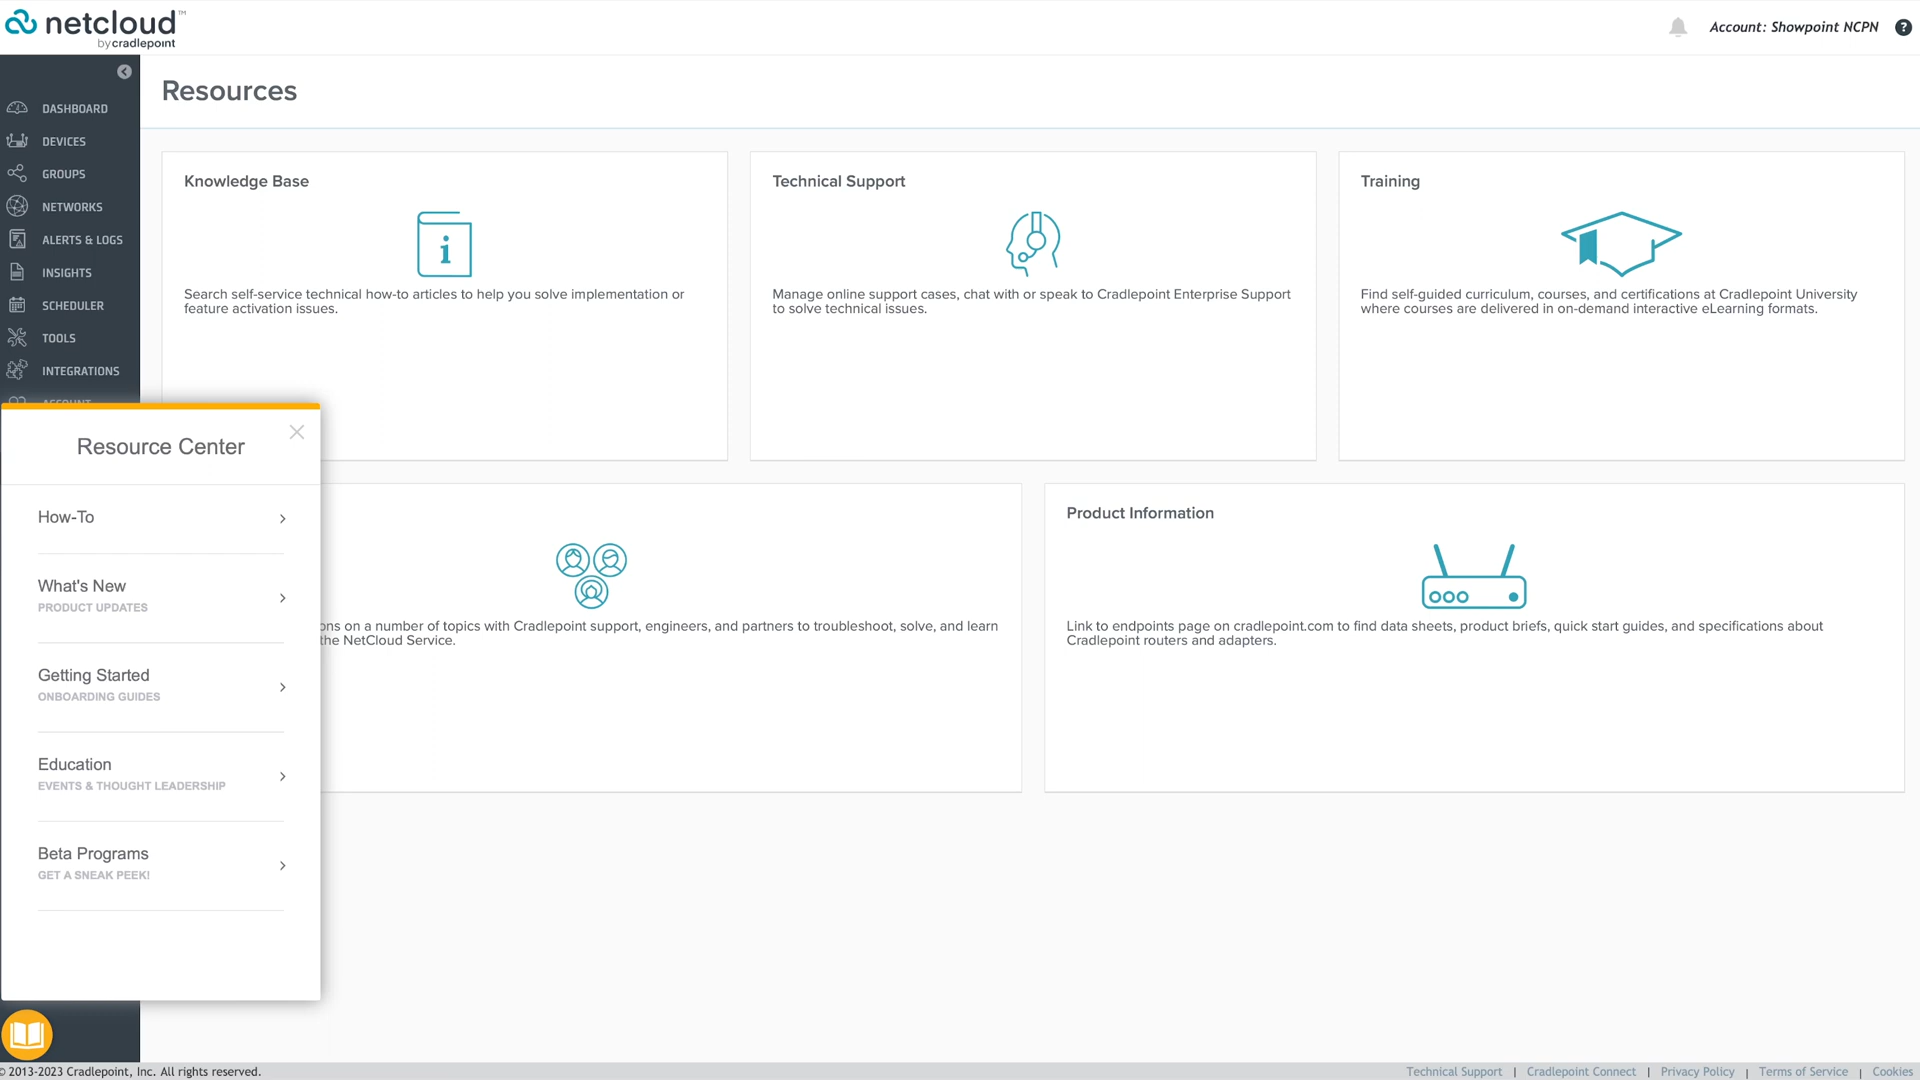 netcloud™
by cradlepoint
Account: Showpoint NCPN
?
Resources
DASHBOARD
DEVICES
GROUPS
NETWORKS
ALERTS & LOGS
INSIGHTS
SCHEDULER
TOOLS
INTEGRATIONS
ACCOUNT
Knowledge Base
Search self-service technical how-to articles to help you solve implementation or
feature activation issues.
Technical Support
Manage online support cases, chat with or speak to Cradlepoint Enterprise Support
to solve technical issues.
Training
Find self-guided curriculum, courses, and certifications at Cradlepoint University
where courses are delivered in on-demand interactive eLearning formats.
Resource Center
How-To
What's New
PRODUCT UPDATES
Getting Started
ONBOARDING GUIDES
Education
EVENTS & THOUGHT LEADERSHIP
Beta Programs
GET A SNEAK PEEK!
on a number of topics with Cradlepoint support, engineers, and partners to troubleshoot, solve, and learn
the NetCloud Service.
Product Information
Link to endpoints page on cradlepoint.com to find data sheets, product briefs, quick start guides, and specifications about
Cradlepoint routers and adapters.
© 2013-2023 Cradlepoint, Inc. All rights reserved.
Technical Support | Cradlepoint Connect | Privacy Policy | Terms of Service | Cookies